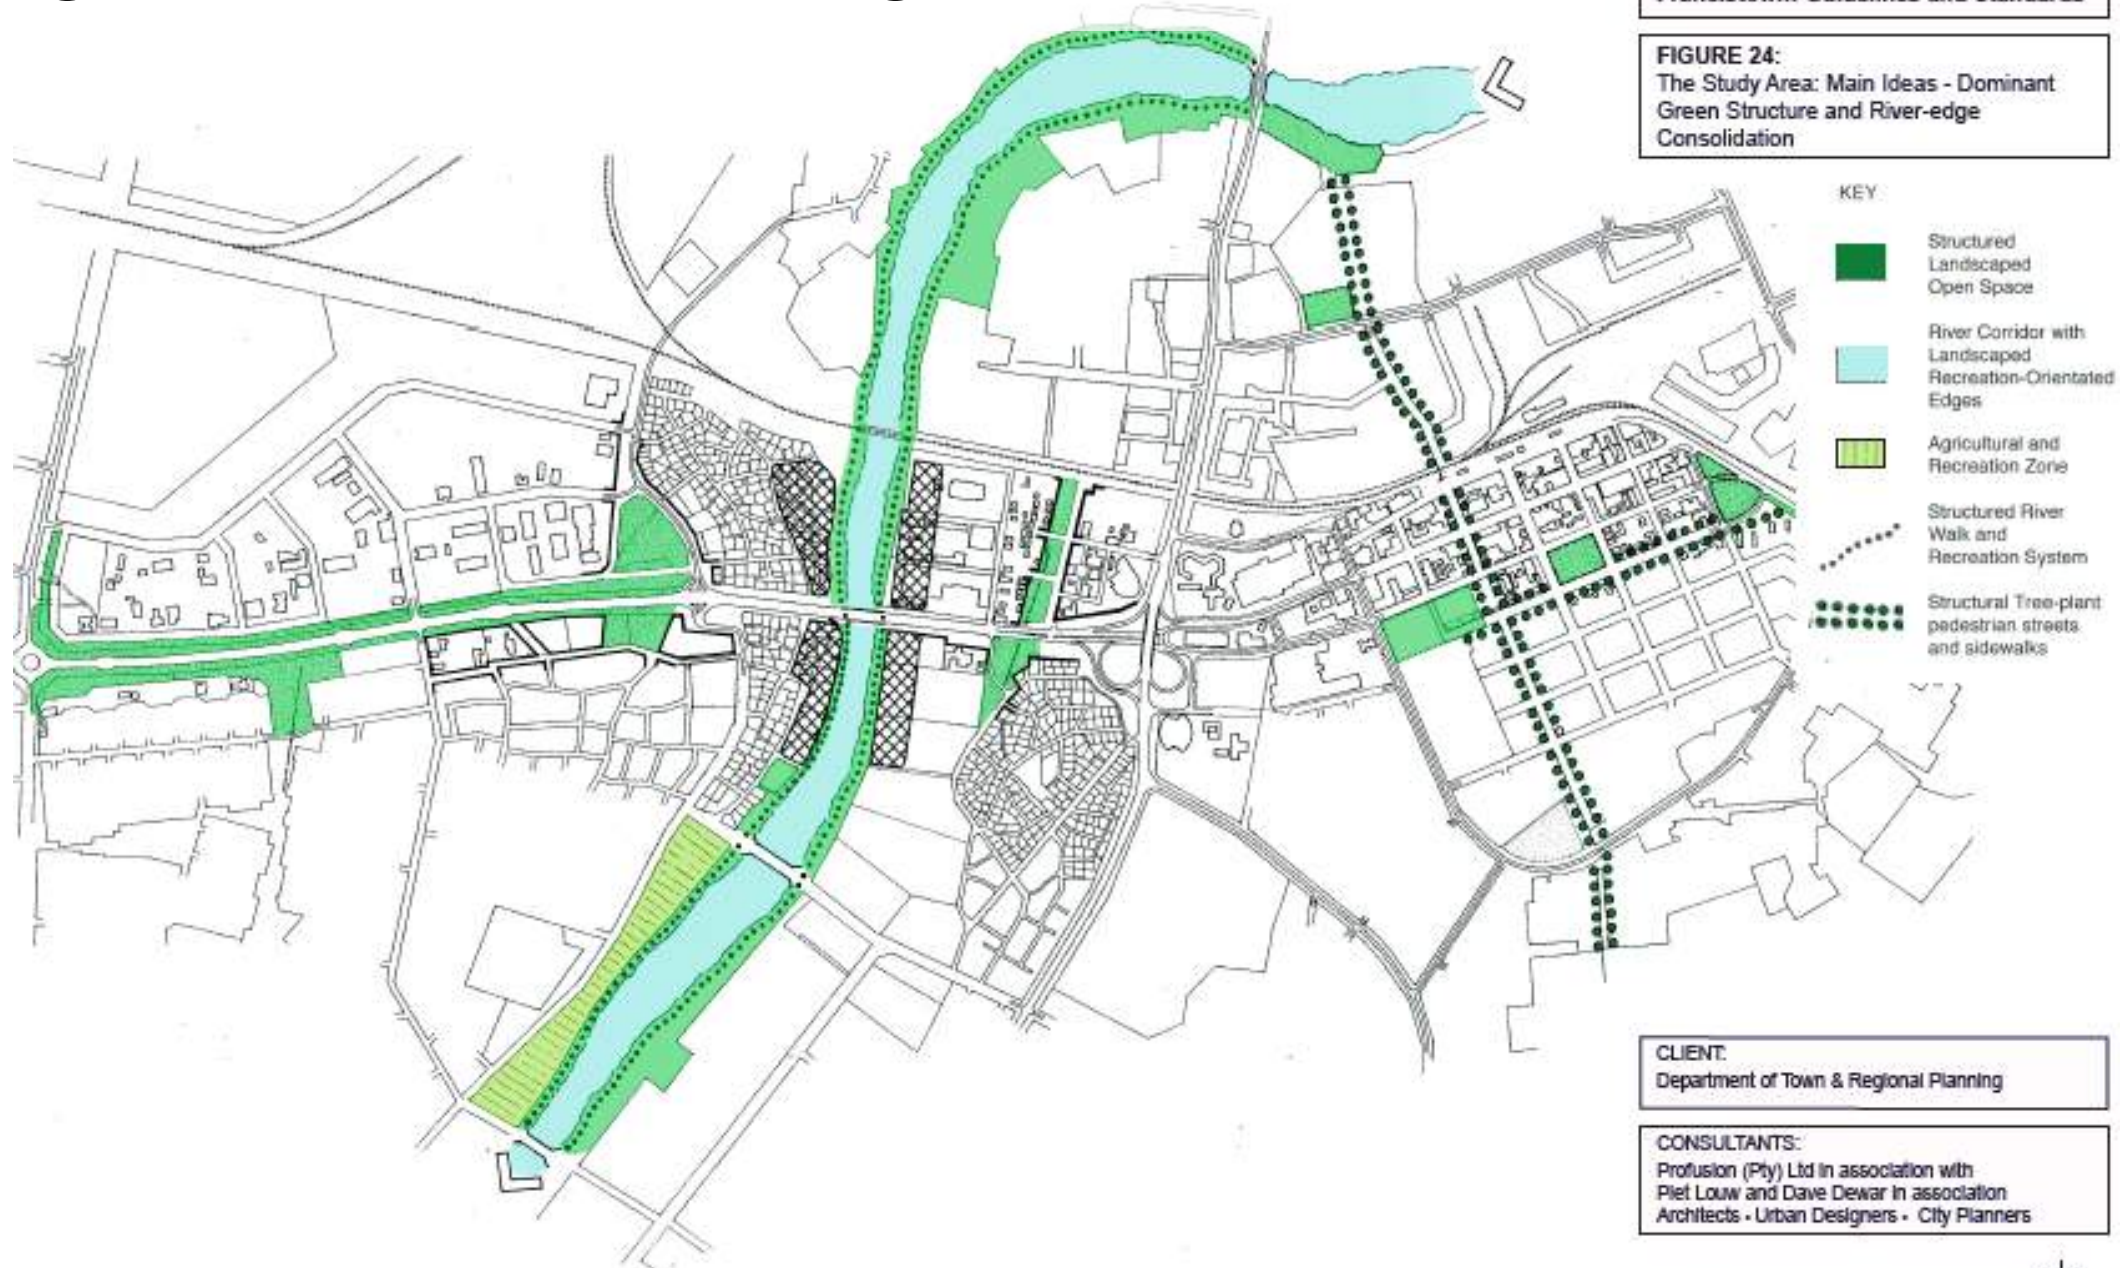 FIGURE 24:
The Study Area: Main Ideas - Dominant
Green Structure and River-edge
Consolidation
KEY
Structured
Landscaped
Open Space
River Corridor with
Landscaped
Recreation-Orientated
Edges
Agricultural and
Recreation Zone
Structured River
Walk and
Recreation System
Structural Tree-plant
pedestrian streets
and sidewalks
CLIENT:
Department of Town & Regional Planning
CONSULTANTS:
Profusion (Pty) Ltd in association with
Piet Louw and Dave Dewar in association
Architects - Urban Designers - City Planners